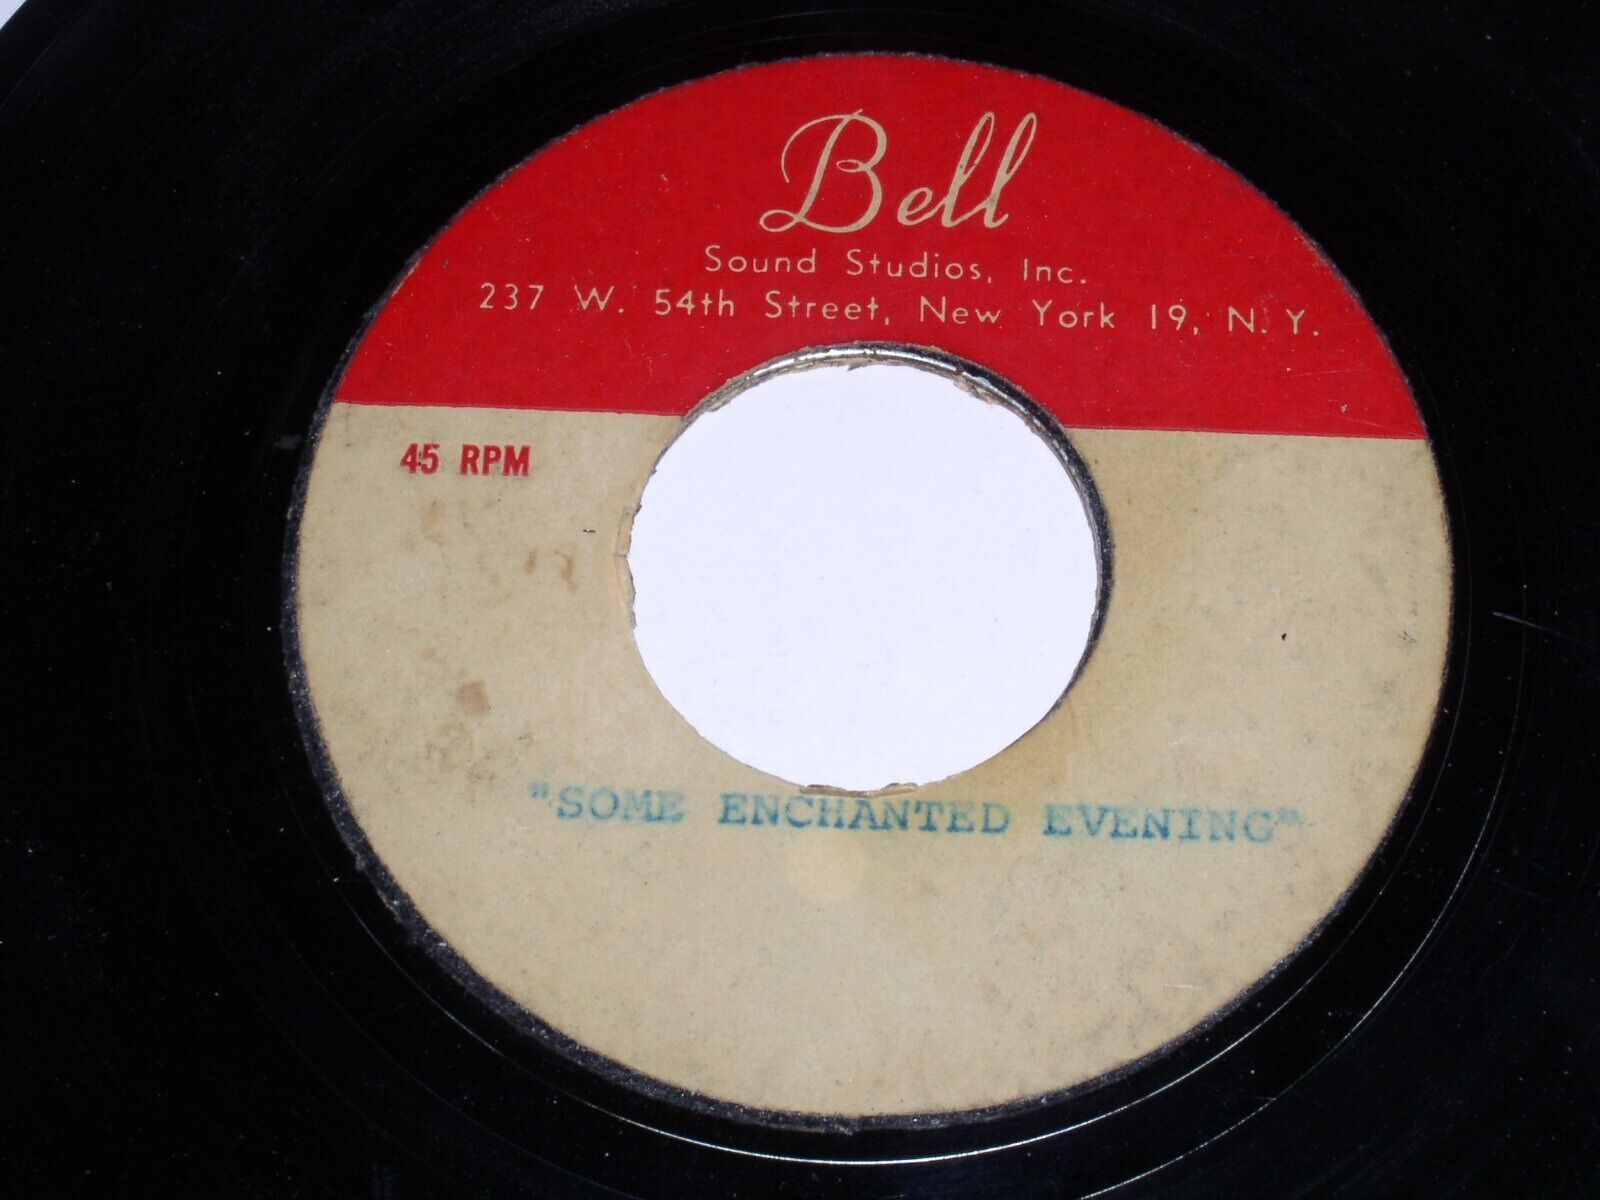 Bell
Sound Studios, Inc.
237 W. 54th Street, New York 19, N.Y.
45 RPM
"SOME ENCHANTED EVENING"